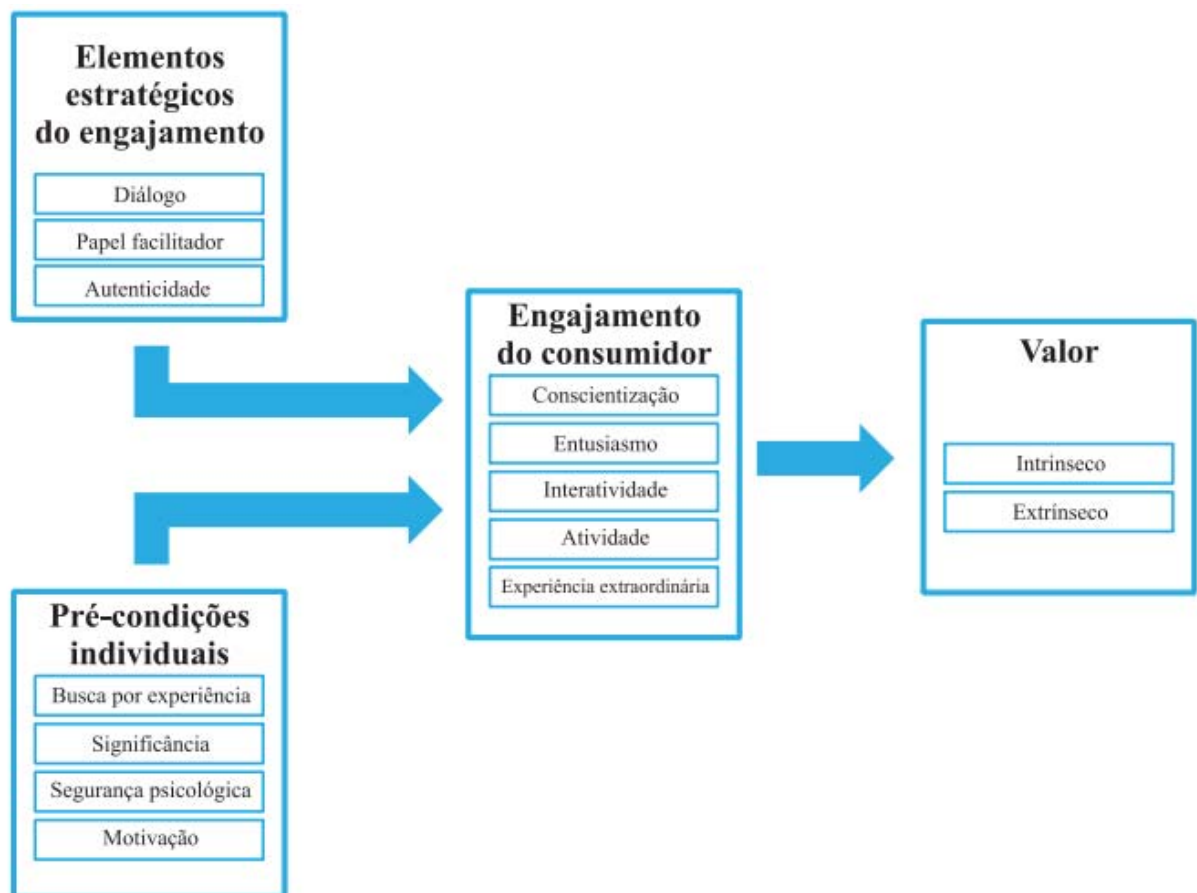 Elementos
estratégicos
do engajamento
Diálogo
Papel facilitador
Autenticidade
Pré-condições
individuais
Busca por experiência
Significância
Segurança psicológica
Motivação
Engajamento
do consumidor
Conscientização
Entusiasmo
Interatividade
Atividade
Experiência extraordinária
Valor
Intrinseco
Extrínseco